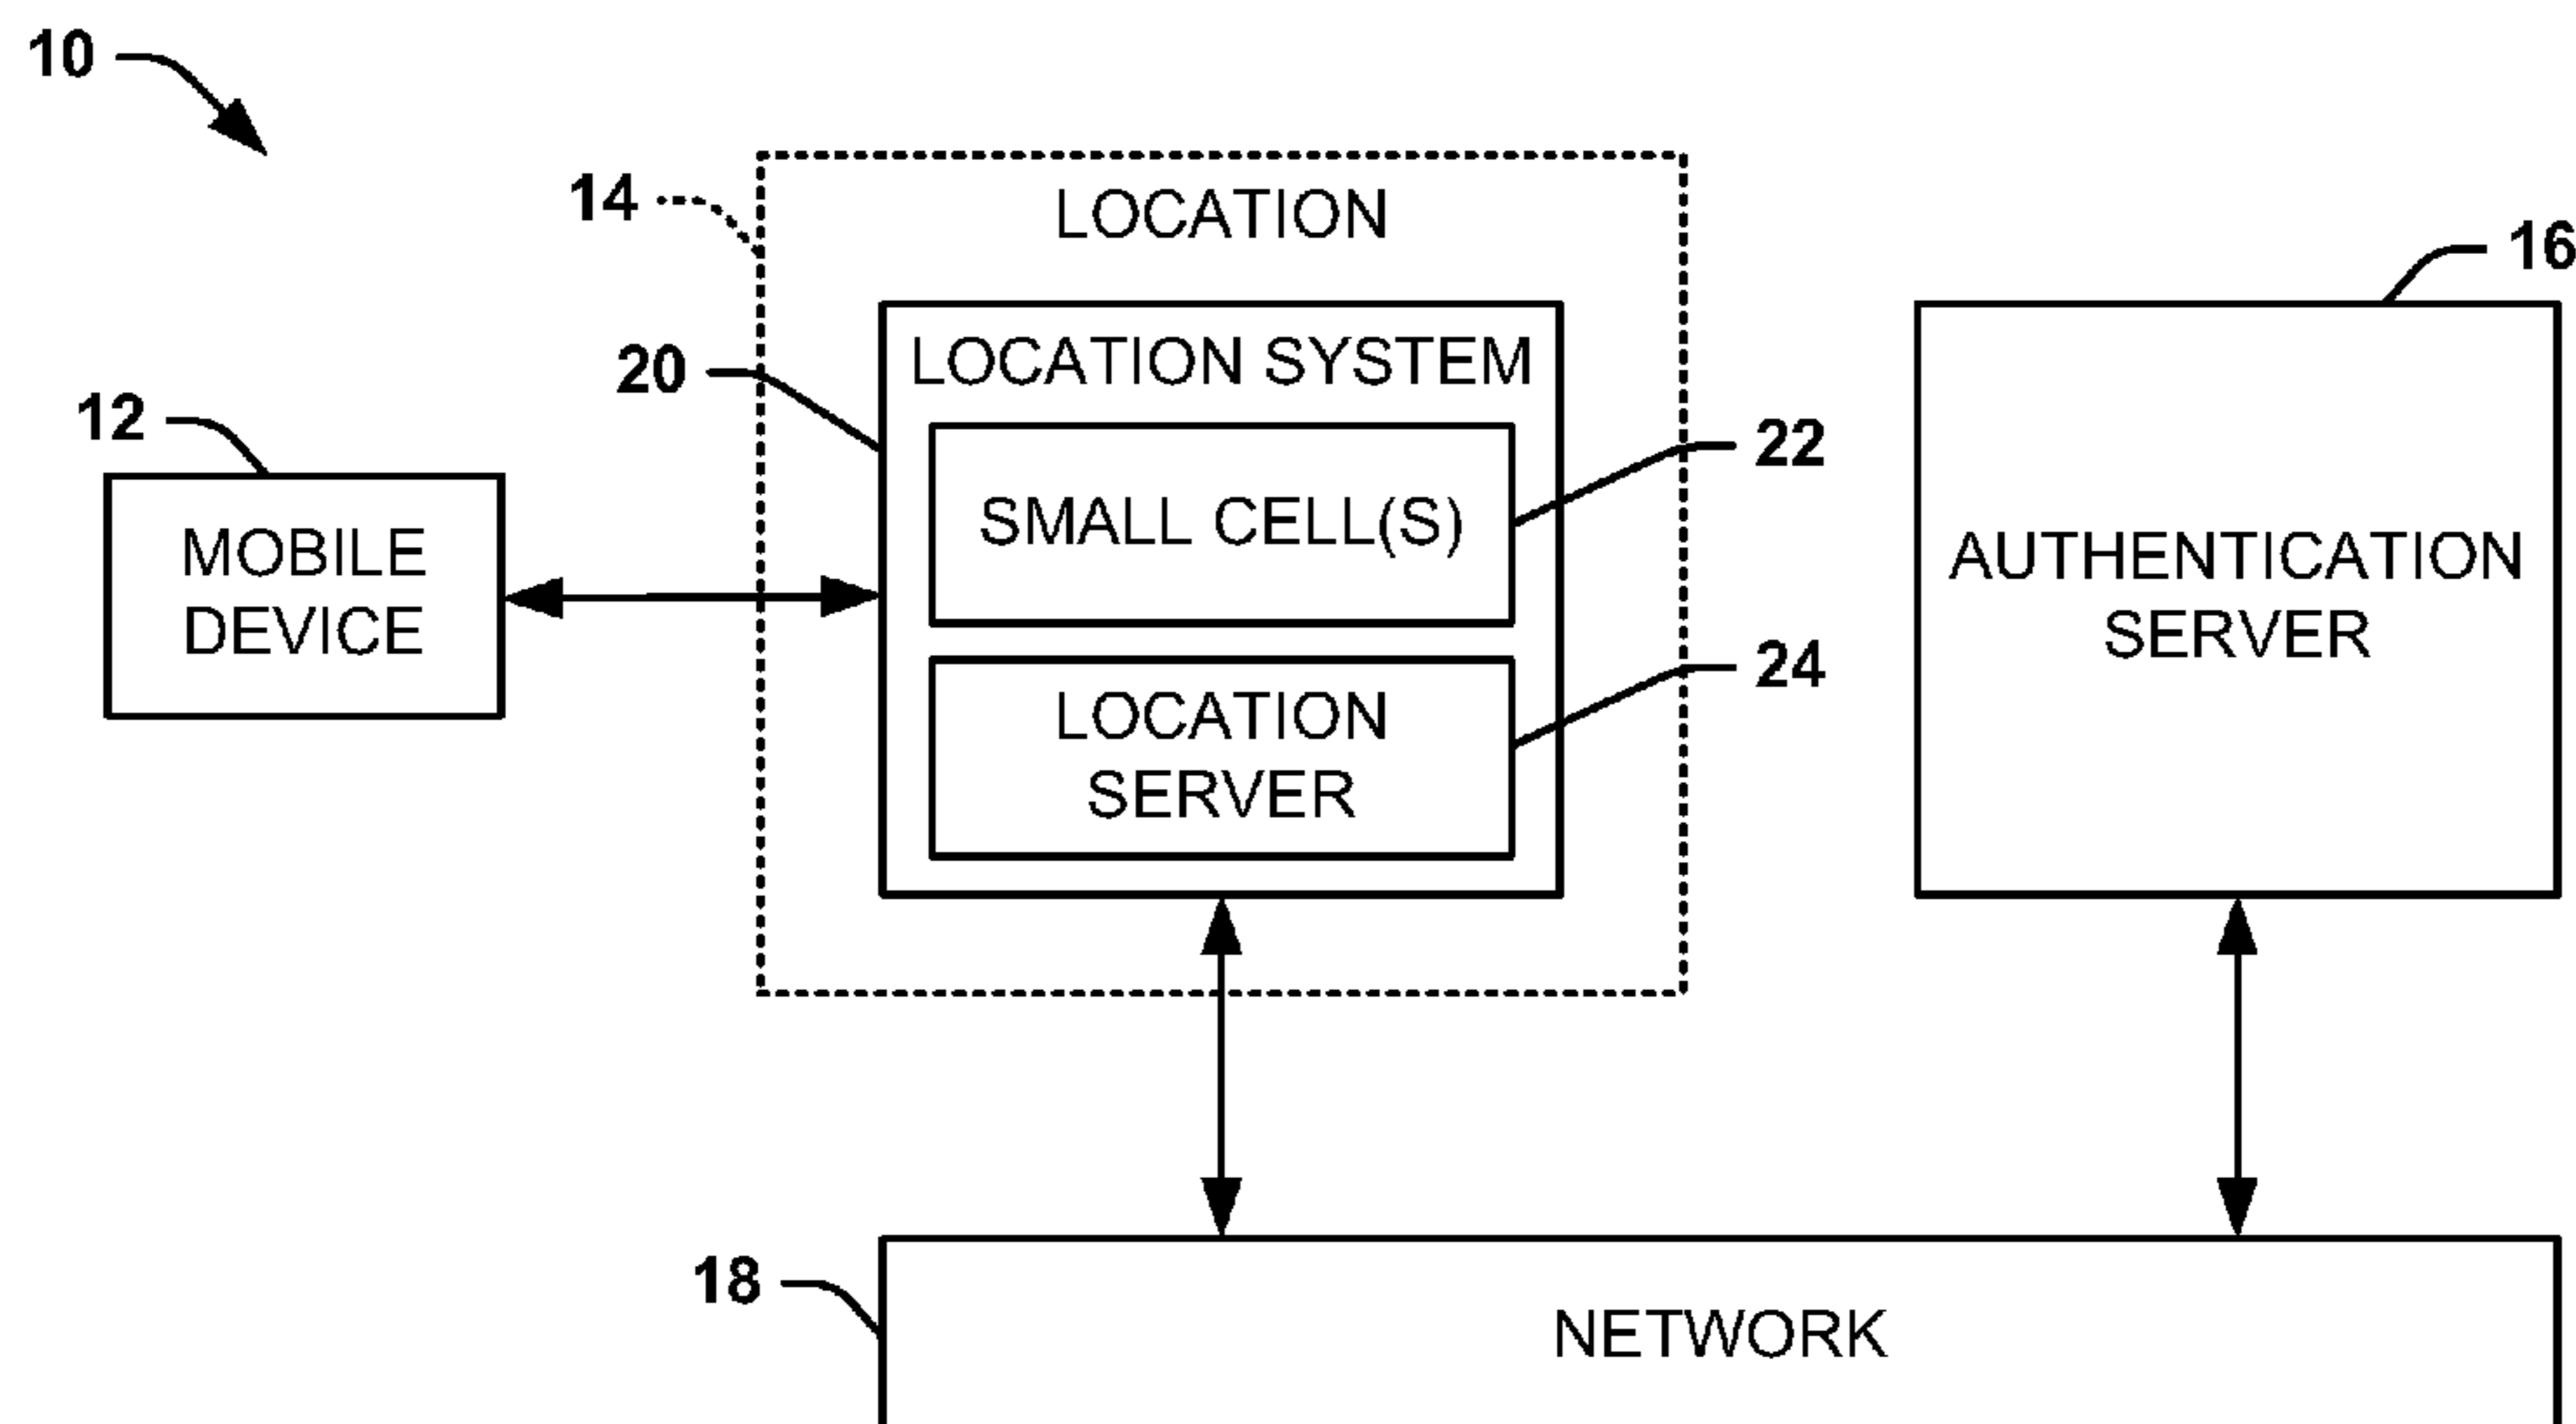 10
14
LOCATION
16
20
LOCATION SYSTEM
12
22
SMALL CELL(S)
MOBILE
DEVICE
AUTHENTICATION
SERVER
24
LOCATION
SERVER
18
NETWORK